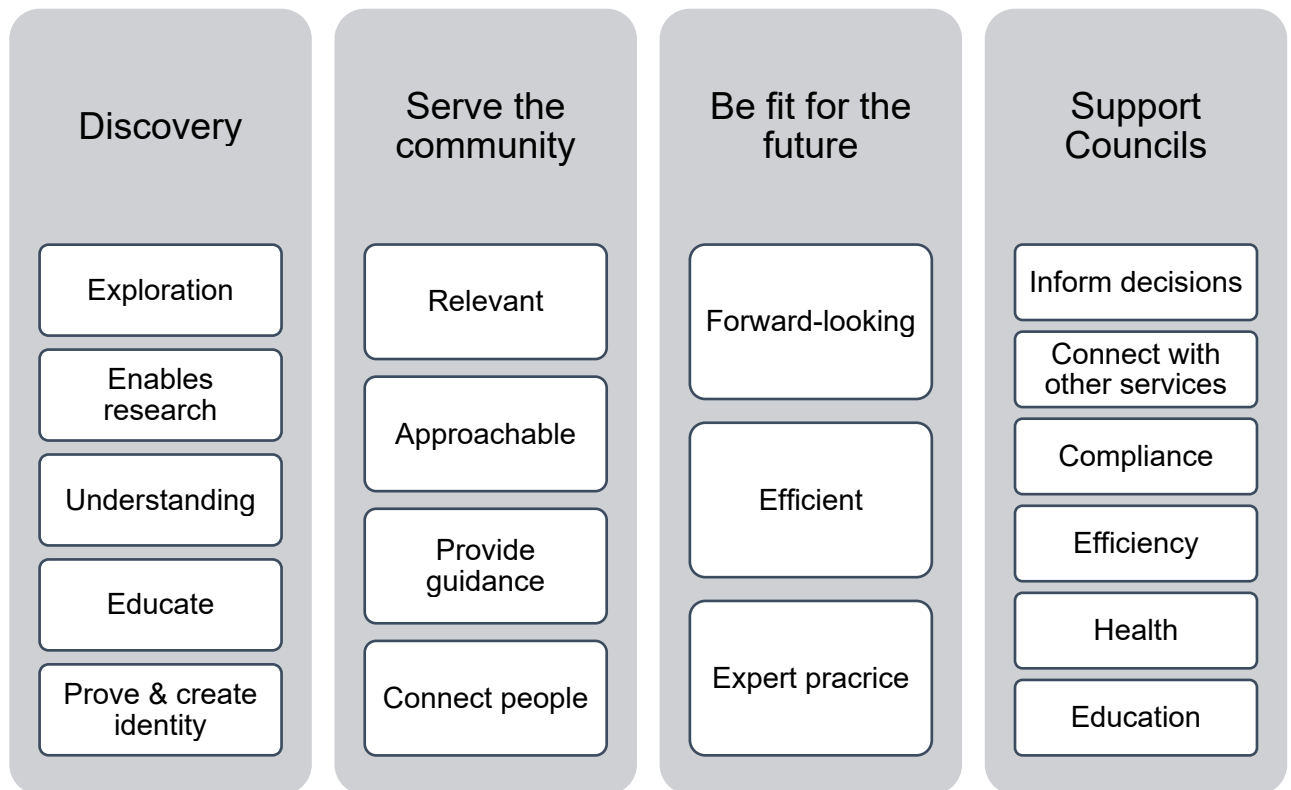 Discovery
Exploration
Enables
research
Understanding
Educate
Prove & create
identity
Serve the
community
Relevant
Approachable
Provide
guidance
Connect people
Be fit for the
future
Forward-looking
Efficient
Expert pracrice
Support
Councils
Inform decisions
Connect with
other services
Compliance
Efficiency
Health
Education